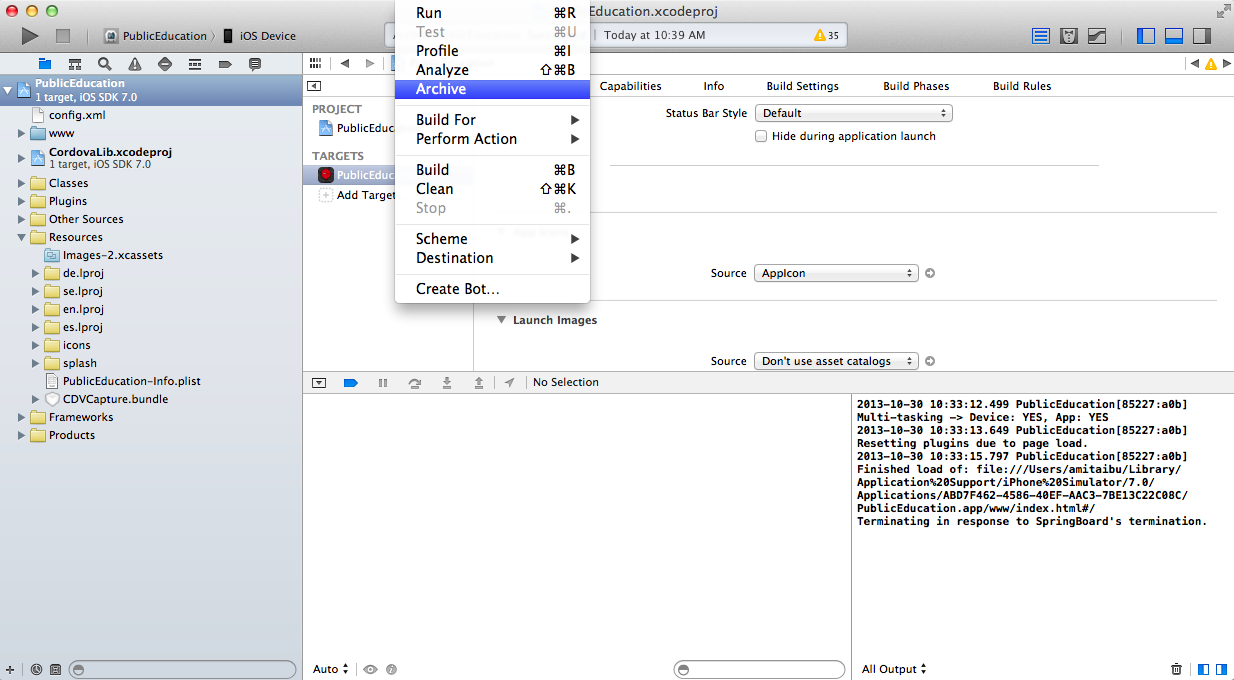 Education.xcodeproj
PublicEducation
iOS Device
Today at 10:39 AM
35
Run ⌘R
Test ⌘U
Profile ⌘I
Analyze ⇧⌘B
Archive
Build For
Perform Action
Build ⌘B
Clean ⇧⌘K
Stop ⌘.
Scheme
Destination
Create Bot...
PublicEducation
1 target, iOS SDK 7.0
config.xml
www
CordovaLib.xcodeproj
1 target, iOS SDK 7.0
Classes
Plugins
Other Sources
Resources
Images-2.xcassets
de.lproj
se.lproj
en.lproj
es.lproj
icons
splash
PublicEducation-Info.plist
CDVCapture.bundle
Frameworks
Products
PROJECT
PublicEduca
TARGETS
PublicEduc
Add Target
Capabilities Info Build Settings Build Phases Build Rules
Status Bar Style Default
Hide during application launch
Source AppIcon
Launch Images
Source Don't use asset catalogs
No Selection
2013-10-30 10:33:12.499 PublicEducation[85227:a0b]
Multi-tasking -> Device: YES, App: YES
2013-10-30 10:33:13.649 PublicEducation[85227:a0b]
Resetting plugins due to page load.
2013-10-30 10:33:15.797 PublicEducation[85227:a0b]
Finished load of: file:///Users/amitaibu/Library/
Application%20Support/iPhone%20Simulator/7.0/
Applications/ABD7F462-4586-40EF-AAC3-7BE13C22C08C/
PublicEducation.app/www/index.html#/
Terminating in response to SpringBoard's termination.
Auto
All Output